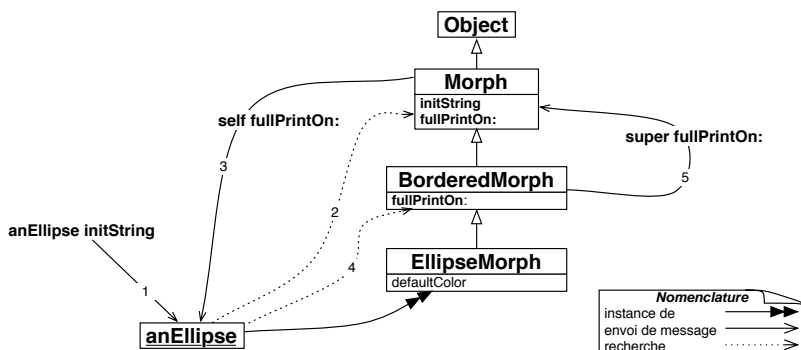 Object
Morph
initString
fullPrintOn:
self fullPrintOn:
super fullPrintOn:
3
2
5
BorderedMorph
fullPrintOn:
anEllipse initString
4
EllipseMorph
defaultColor
1
anEllipse
Nomenclature
instance de
envoi de message
recherche